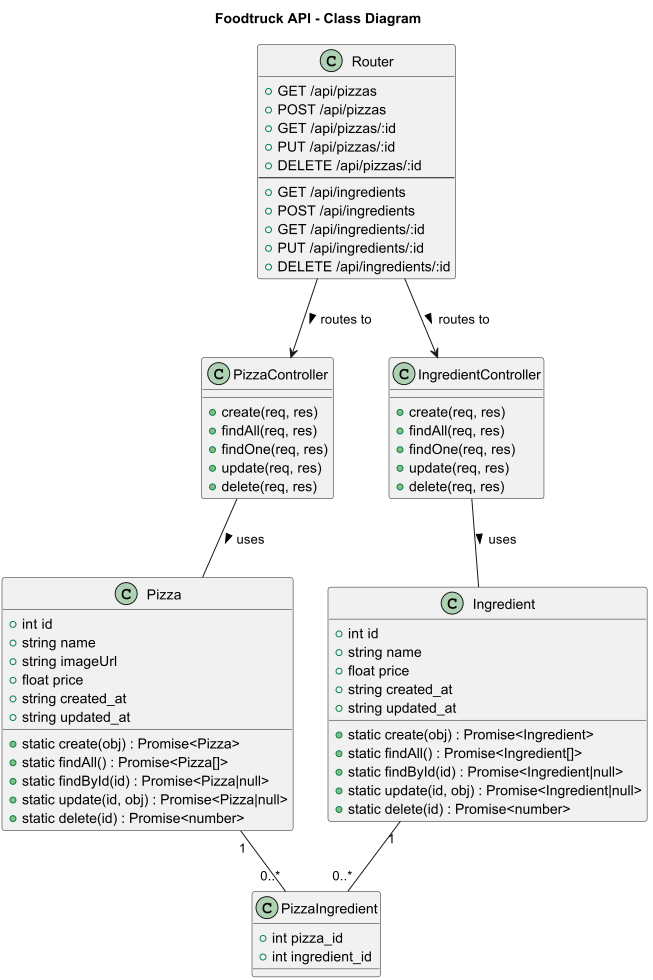 Foodtruck API - Class Diagram
C Router
GET /api/pizzas
POST /api/pizzas
GET /api/pizzas/:id
PUT /api/pizzas/:id
DELETE /api/pizzas/:id
GET /api/ingredients
POST /api/ingredients
GET /api/ingredients/:id
PUT /api/ingredients/:id
DELETE /api/ingredients/:id
routes to
routes to
C PizzaController
create(req, res)
findAll(req, res)
findOne(req, res)
update(req, res)
delete(req, res)
C IngredientController
create(req, res)
findAll(req, res)
findOne(req, res)
update(req, res)
delete(req, res)
uses
uses
C Pizza
int id
string name
string imageUrl
float price
string created_at
string updated_at
static create(obj) : Promise<Pizza>
static findAll() : Promise<Pizza[]>
static findById(id) : Promise<Pizza|null>
static update(id, obj) : Promise<Pizza|null>
static delete(id) : Promise<number>
C Ingredient
int id
string name
float price
string created_at
string updated_at
static create(obj) : Promise<Ingredient>
static findAll() : Promise<Ingredient[]>
static findById(id) : Promise<Ingredient|null>
static update(id, obj) : Promise<Ingredient|null>
static delete(id) : Promise<number>
1
1
0..*
0..*
C PizzaIngredient
int pizza_id
int ingredient_id